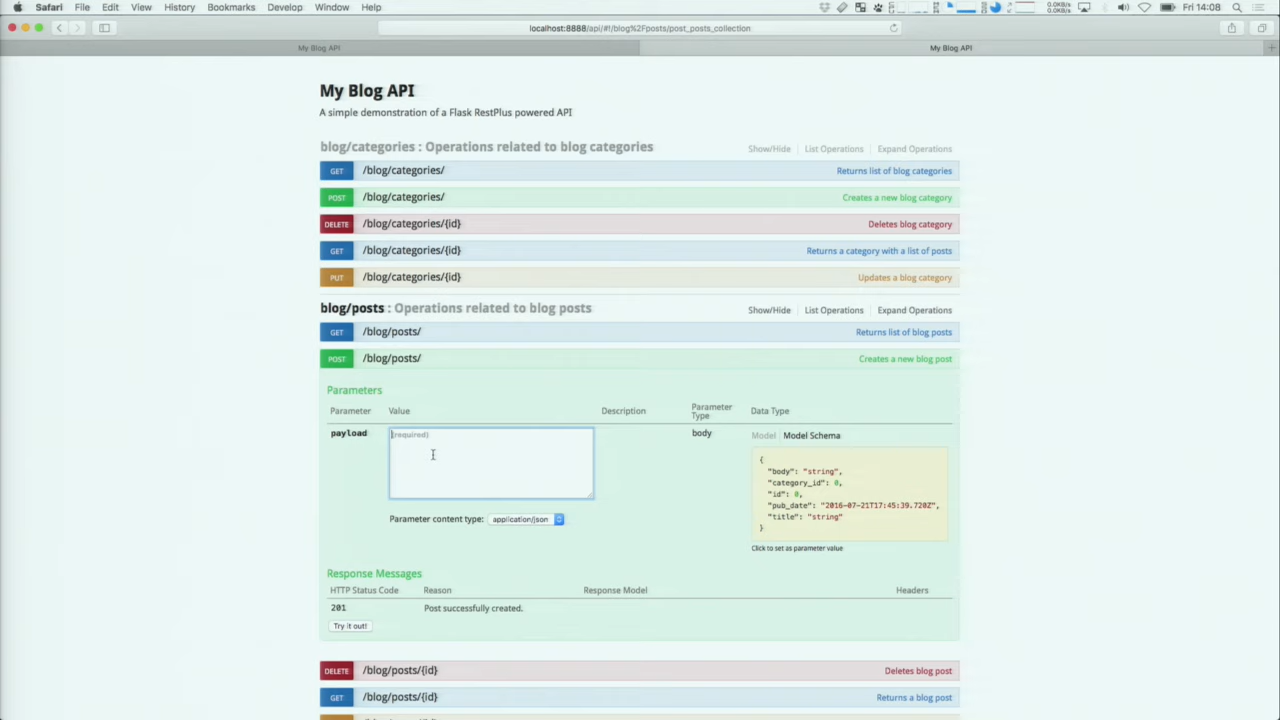 Safari File Edit View History Bookmarks Develop Window Help Fri 14:08
localhost:8888/api/#!/blog%2Fposts/post_posts_collection
My Blog API My Blog API
My Blog API
A simple demonstration of a Flask RestPlus powered API
blog/categories : Operations related to blog categories Show/Hide List Operations Expand Operations
GET /blog/categories/ Returns list of blog categories
POST /blog/categories/ Creates a new blog category
DELETE /blog/categories/{id} Deletes blog category
GET /blog/categories/{id} Returns a category with a list of posts
PUT /blog/categories/{id} Updates a blog category
blog/posts : Operations related to blog posts Show/Hide List Operations Expand Operations
GET /blog/posts/ Returns list of blog posts
POST /blog/posts/ Creates a new blog post
Parameters
Parameter Value Description Parameter Type Data Type
payload (required) body Model Model Schema
{
"body": "string",
"category_id": 0,
"id": 0,
"pub_date": "2016-07-21T17:45:39.720Z",
"title": "string"
}
Parameter content type: application/json
Click to set as parameter value
Response Messages
HTTP Status Code Reason Response Model Headers
201 Post successfully created.
Try it out!
DELETE /blog/posts/{id} Deletes blog post
GET /blog/posts/{id} Returns a blog post